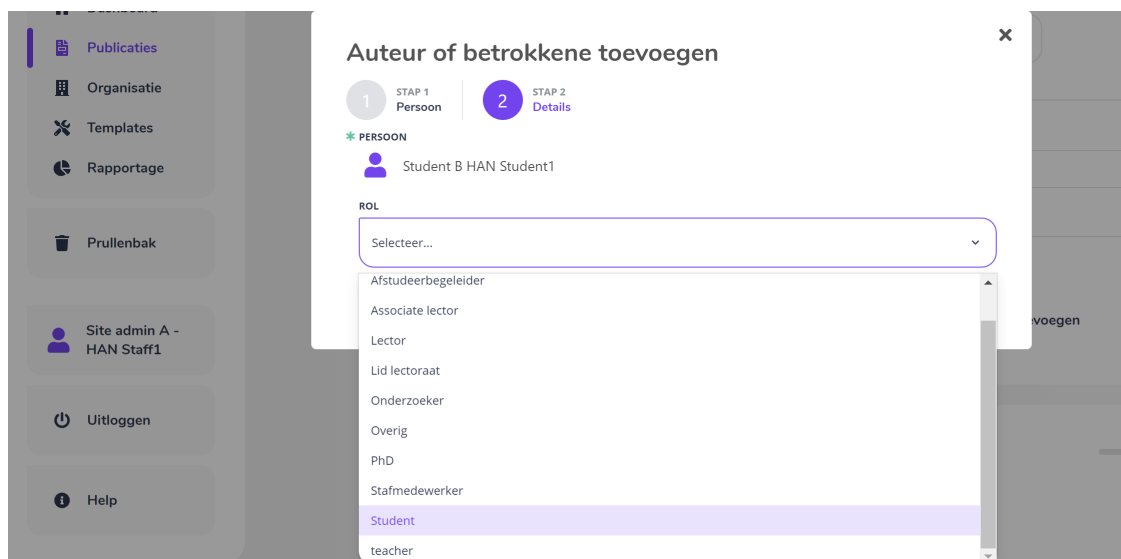 Publicaties
Organisatie
Templates
Rapportage
Prullenbak
Site admin A -
HAN Staff1
Uitloggen
Help
Auteur of betrokkene toevoegen
1
STAP 1
Persoon
2
STAP 2
Details
* PERSOON
Student B HAN Student1
ROL
Selecteer...
Afstudeerbegeleider
Associate lector
Lector
Lid lectoraat
Onderzoeker
Overig
PhD
Stafmedewerker
Student
teacher
evoegen